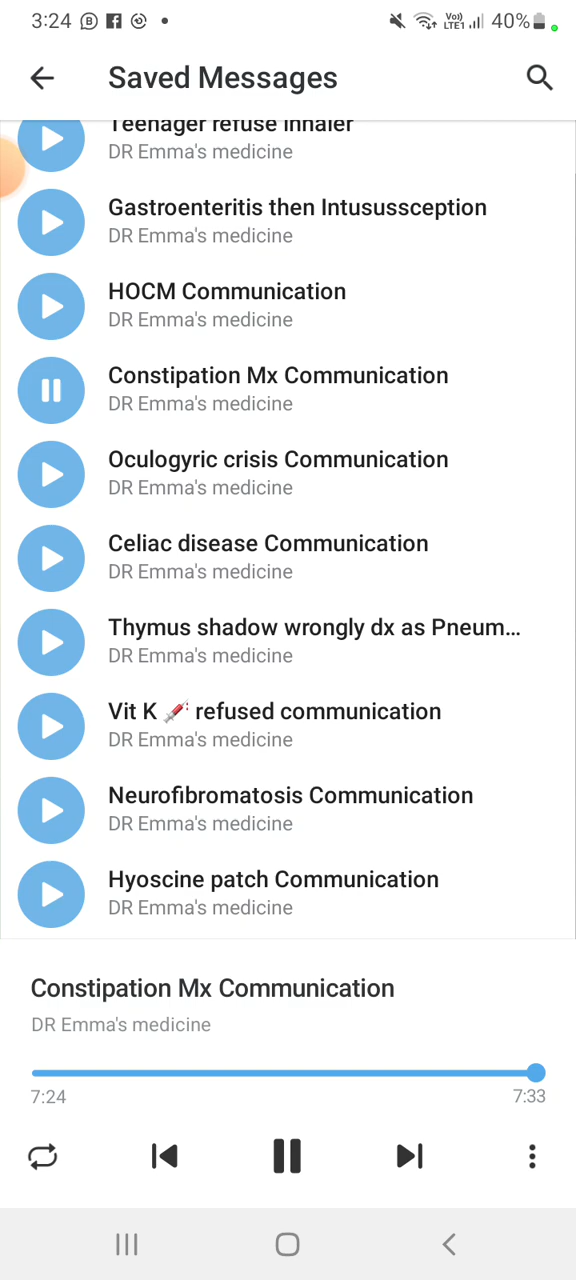 3:24
Vo))
LTE1
40%
Saved Messages
Teenager refuse inhaler
DR Emma's medicine
Gastroenteritis then Intusussception
DR Emma's medicine
HOCM Communication
DR Emma's medicine
Constipation Mx Communication
DR Emma's medicine
Oculogyric crisis Communication
DR Emma's medicine
Celiac disease Communication
DR Emma's medicine
Thymus shadow wrongly dx as Pneum...
DR Emma's medicine
Vit K 💉 refused communication
DR Emma's medicine
Neurofibromatosis Communication
DR Emma's medicine
Hyoscine patch Communication
DR Emma's medicine
Constipation Mx Communication
DR Emma's medicine
7:24
7:33